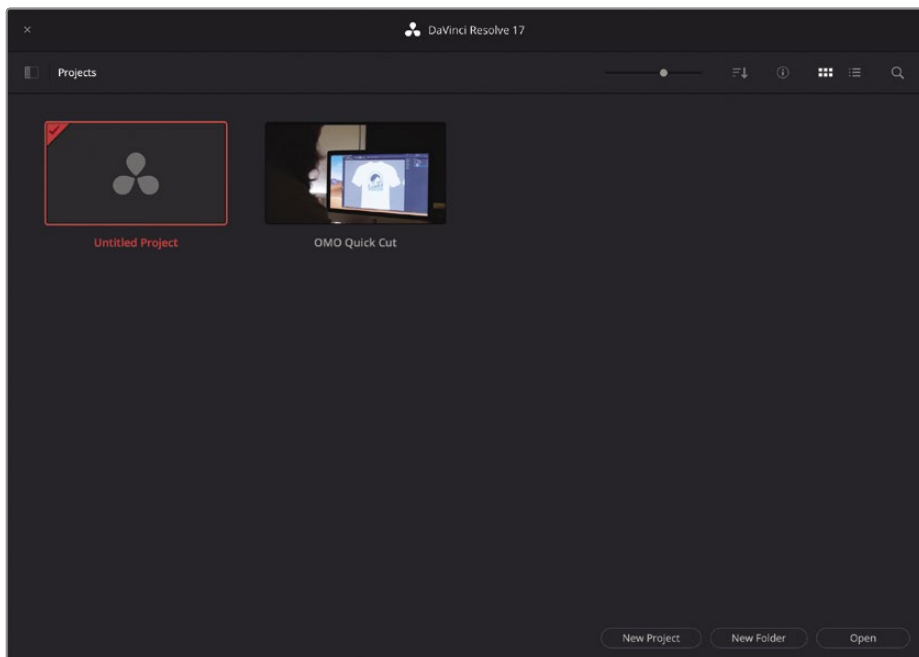 DaVinci Resolve 17
Projects
Untitled Project
OMO Quick Cut
New Project
New Folder
Open